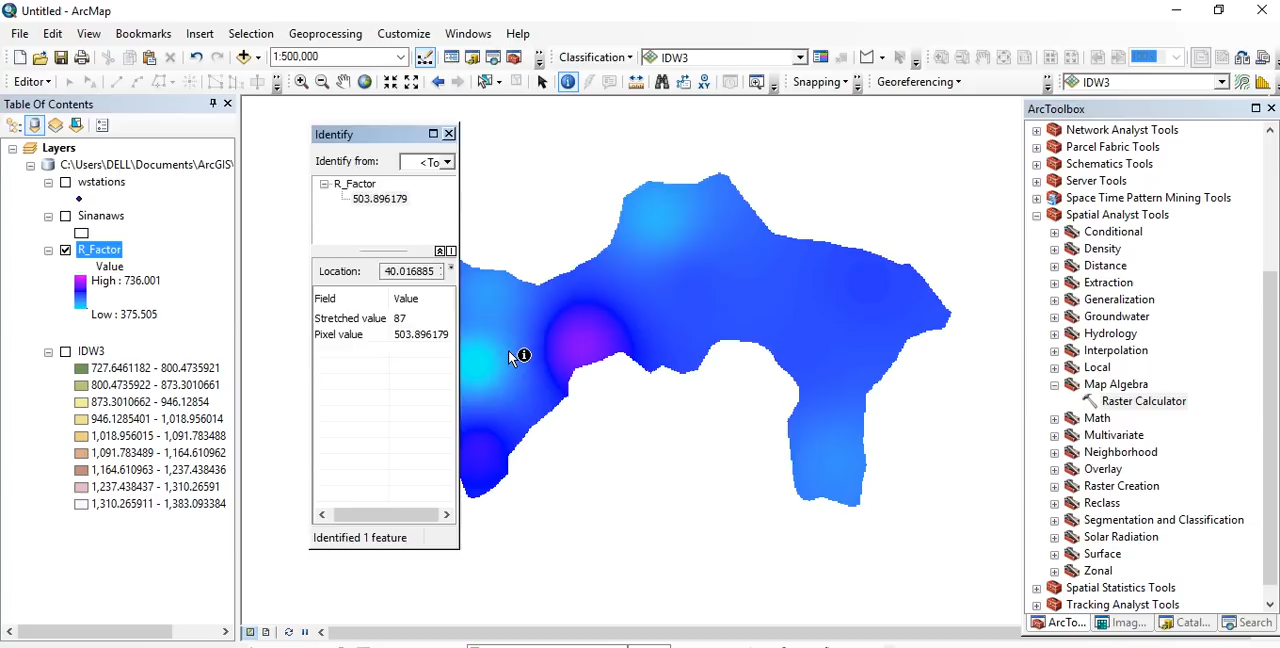 Untitled - ArcMap
File Edit View Bookmarks Insert Selection Geoprocessing Customize Windows Help
1:500,000
Classification
IDW3
Editor
Snapping
Georeferencing
IDW3
Table Of Contents
Layers
C:\Users\DELL\Documents\ArcGIS\
wstations
Sinanaws
R_Factor
Value
High : 736.001
Low : 375.505
IDW3
727.6461182 - 800.4735921
800.4735922 - 873.3010661
873.3010662 - 946.12854
946.1285401 - 1,018.956014
1,018.956015 - 1,091.783488
1,091.783489 - 1,164.610962
1,164.610963 - 1,237.438436
1,237.438437 - 1,310.26591
1,310.265911 - 1,383.093384
Identify
Identify from: <To
R_Factor
503.896179
Location: 40.016885
Field Value
Stretched value 87
Pixel value 503.896179
Identified 1 feature
ArcToolbox
Network Analyst Tools
Parcel Fabric Tools
Schematics Tools
Server Tools
Space Time Pattern Mining Tools
Spatial Analyst Tools
Conditional
Density
Distance
Extraction
Generalization
Groundwater
Hydrology
Interpolation
Local
Map Algebra
Raster Calculator
Math
Multivariate
Neighborhood
Overlay
Raster Creation
Reclass
Segmentation and Classification
Solar Radiation
Surface
Zonal
Spatial Statistics Tools
Tracking Analyst Tools
ArcTo... Imag... Catal... Search